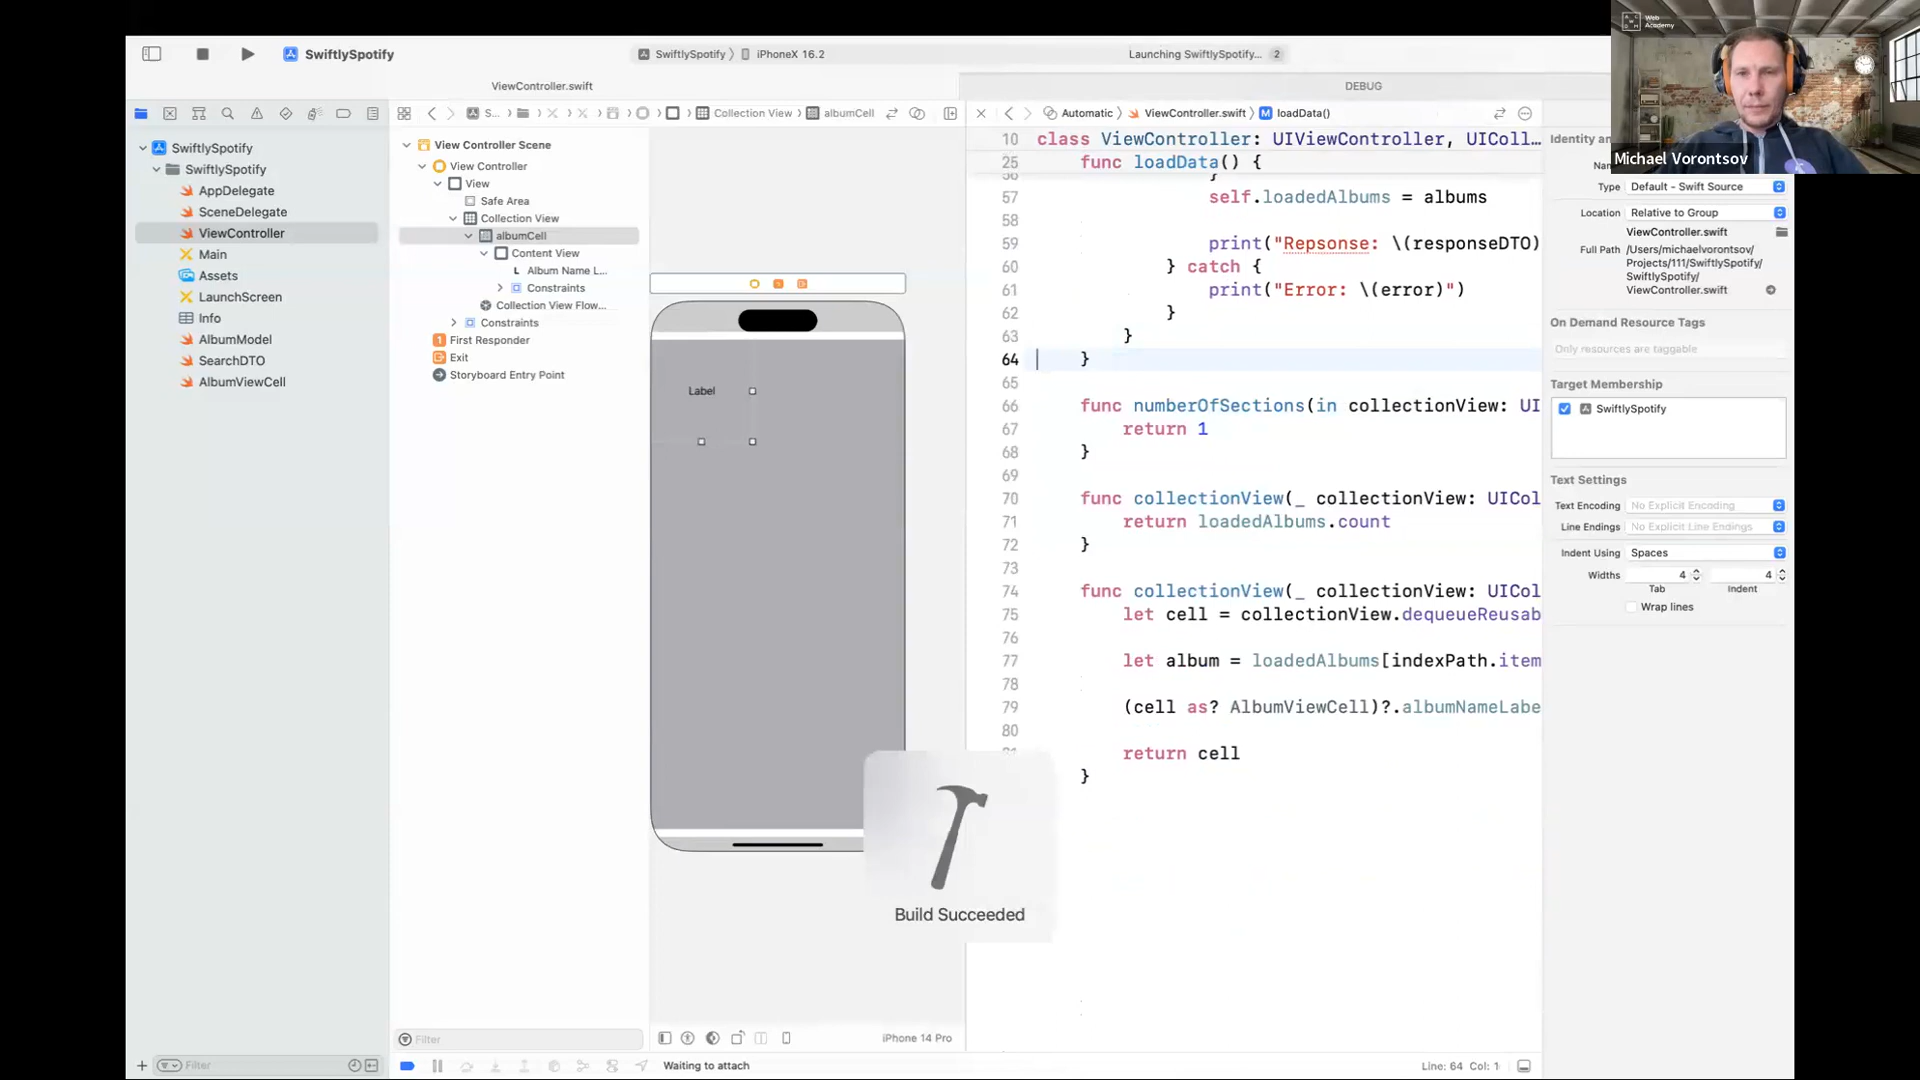 SwiftlySpotify
SwiftlySpotify
iPhoneX 16.2
Launching SwiftlySpotify...
2
Web
Academy
Michael Vorontsov
ViewController.swift
DEBUG
S...
Collection View
albumCell
Automatic
ViewController.swift
M
loadData()
SwiftlySpotify
SwiftlySpotify
AppDelegate
SceneDelegate
ViewController
Main
Assets
LaunchScreen
Info
AlbumModel
SearchDTO
AlbumViewCell
View Controller Scene
View Controller
View
Safe Area
Collection View
albumCell
Content View
L Album Name L...
Constraints
Collection View Flow...
Constraints
1 First Responder
Exit
Storyboard Entry Point
Label
10 class ViewController: UIViewController, UIColl...
25 func loadData() {
56 }
57 self.loadedAlbums = albums
58
59 print("Repsonse: \(responseDTO)
60 } catch {
61 print("Error: \(error)")
62 }
63 }
64 }
65
66 func numberOfSections(in collectionView: UI
67 return 1
68 }
69
70 func collectionView(_ collectionView: UICol
71 return loadedAlbums.count
72 }
73
74 func collectionView(_ collectionView: UICol
75 let cell = collectionView.dequeueReusab
76
77 let album = loadedAlbums[indexPath.item
78
79 (cell as? AlbumViewCell)?.albumNameLabe
80
return cell
}
Build Succeeded
Identity an
Type Default - Swift Source
Location Relative to Group
ViewController.swift
Full Path /Users/michaelvorontsov/
Projects/111/SwiftlySpotify/
SwiftlySpotify/
ViewController.swift
On Demand Resource Tags
Only resources are taggable
Target Membership
SwiftlySpotify
Text Settings
Text Encoding No Explicit Encoding
Line Endings No Explicit Line Endings
Indent Using Spaces
Widths 4 4
Tab Indent
Wrap lines
Filter
Filter
iPhone 14 Pro
Waiting to attach
Line: 64 Col: 1